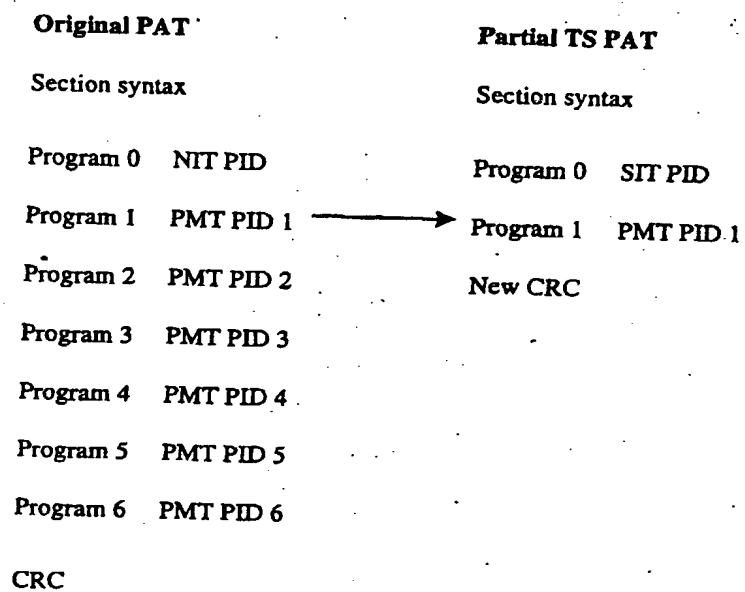 Original PAT
Section syntax
Program 0 NIT PID
Program 1 PMT PID 1
Program 2 PMT PID 2
Program 3 PMT PID 3
Program 4 PMT PID 4
Program 5 PMT PID 5
Program 6 PMT PID 6
CRC
Partial TS PAT
Section syntax
Program 0 SIT PID
Program 1 PMT PID 1
New CRC